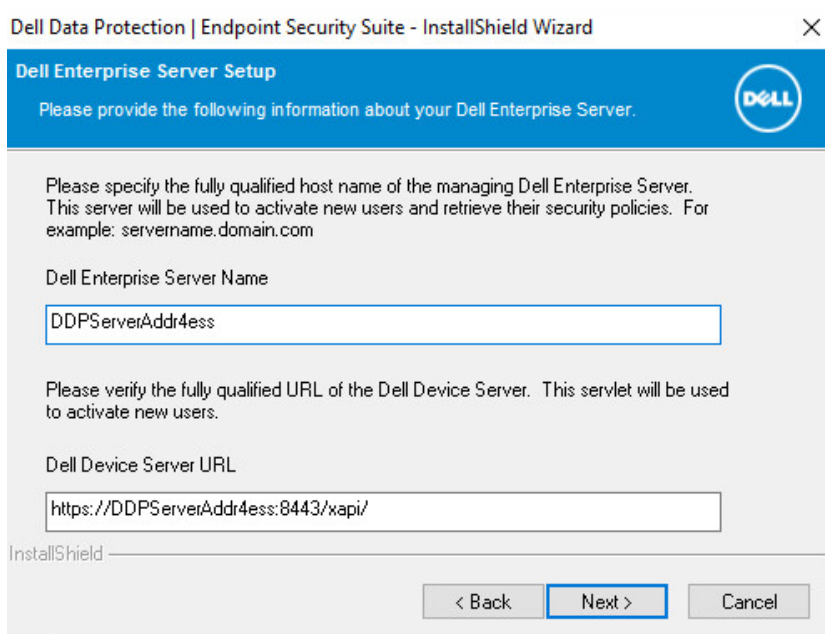 Dell Data Protection | Endpoint Security Suite - InstallShield Wizard
Dell Enterprise Server Setup
Please provide the following information about your Dell Enterprise Server.
DELL
Please specify the fully qualified host name of the managing Dell Enterprise Server.
This server will be used to activate new users and retrieve their security policies.  For
example: servername.domain.com
Dell Enterprise Server Name
DDPServerAddr4ess
Please verify the fully qualified URL of the Dell Device Server.  This servlet will be used
to activate new users.
Dell Device Server URL
https://DDPServerAddr4ess:8443/xapi/
InstallShield
< Back
Next >
Cancel